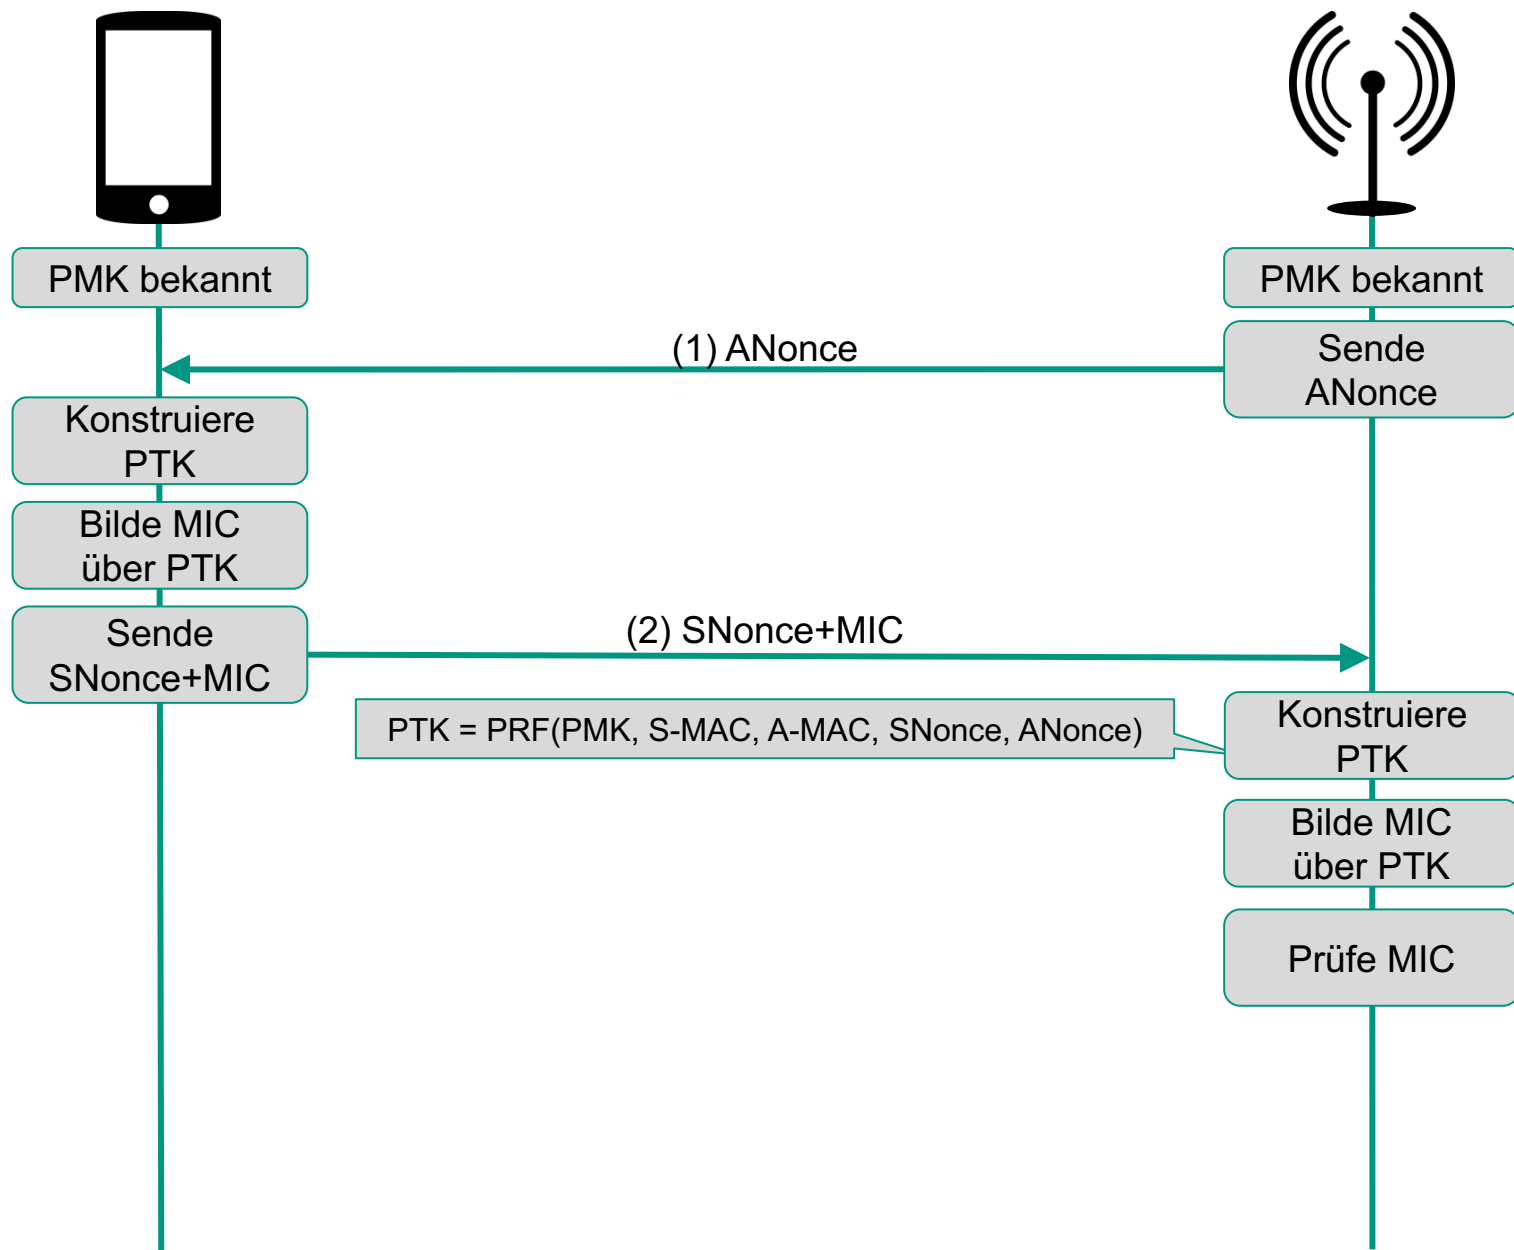 PMK bekannt
PMK bekannt
(1) ANonce
Sende
ANonce
Konstruiere
PTK
Bilde MIC
über PTK
Sende
SNonce+MIC
(2) SNonce+MIC
PTK = PRF(PMK, S-MAC, A-MAC, SNonce, ANonce)
Konstruiere
PTK
Bilde MIC
über PTK
Prüfe MIC